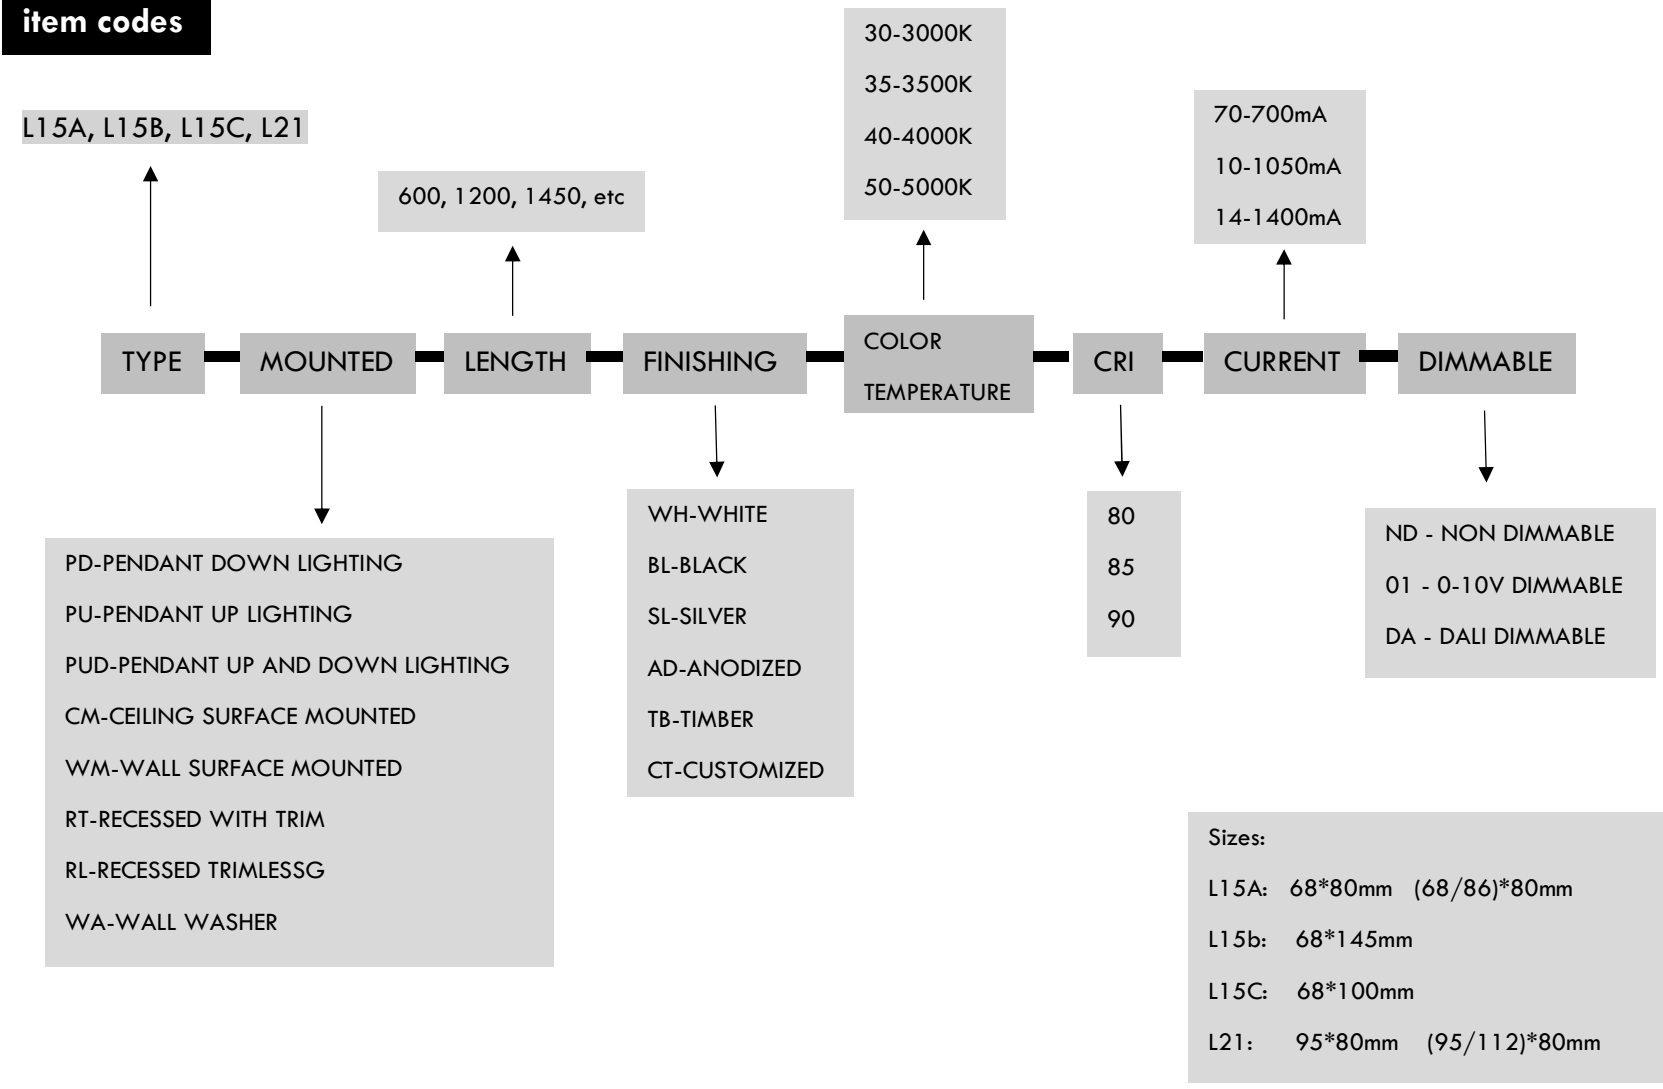 item codes
L15A, L15B, L15C, L21
600, 1200, 1450, etc
30-3000K
35-3500K
40-4000K
50-5000K
70-700mA
10-1050mA
14-1400mA
TYPE
MOUNTED
LENGTH
FINISHING
COLOR
TEMPERATURE
CRI
CURRENT
DIMMABLE
PD-PENDANT DOWN LIGHTING
PU-PENDANT UP LIGHTING
PUD-PENDANT UP AND DOWN LIGHTING
CM-CEILING SURFACE MOUNTED
WM-WALL SURFACE MOUNTED
RT-RECESSED WITH TRIM
RL-RECESSED TRIMLESSG
WA-WALL WASHER
WH-WHITE
BL-BLACK
SL-SILVER
AD-ANODIZED
TB-TIMBER
CT-CUSTOMIZED
80
85
90
ND - NON DIMMABLE
01 - 0-10V DIMMABLE
DA - DALI DIMMABLE
Sizes:
L15A: 68*80mm (68/86)*80mm
L15b: 68*145mm
L15C: 68*100mm
L21: 95*80mm (95/112)*80mm